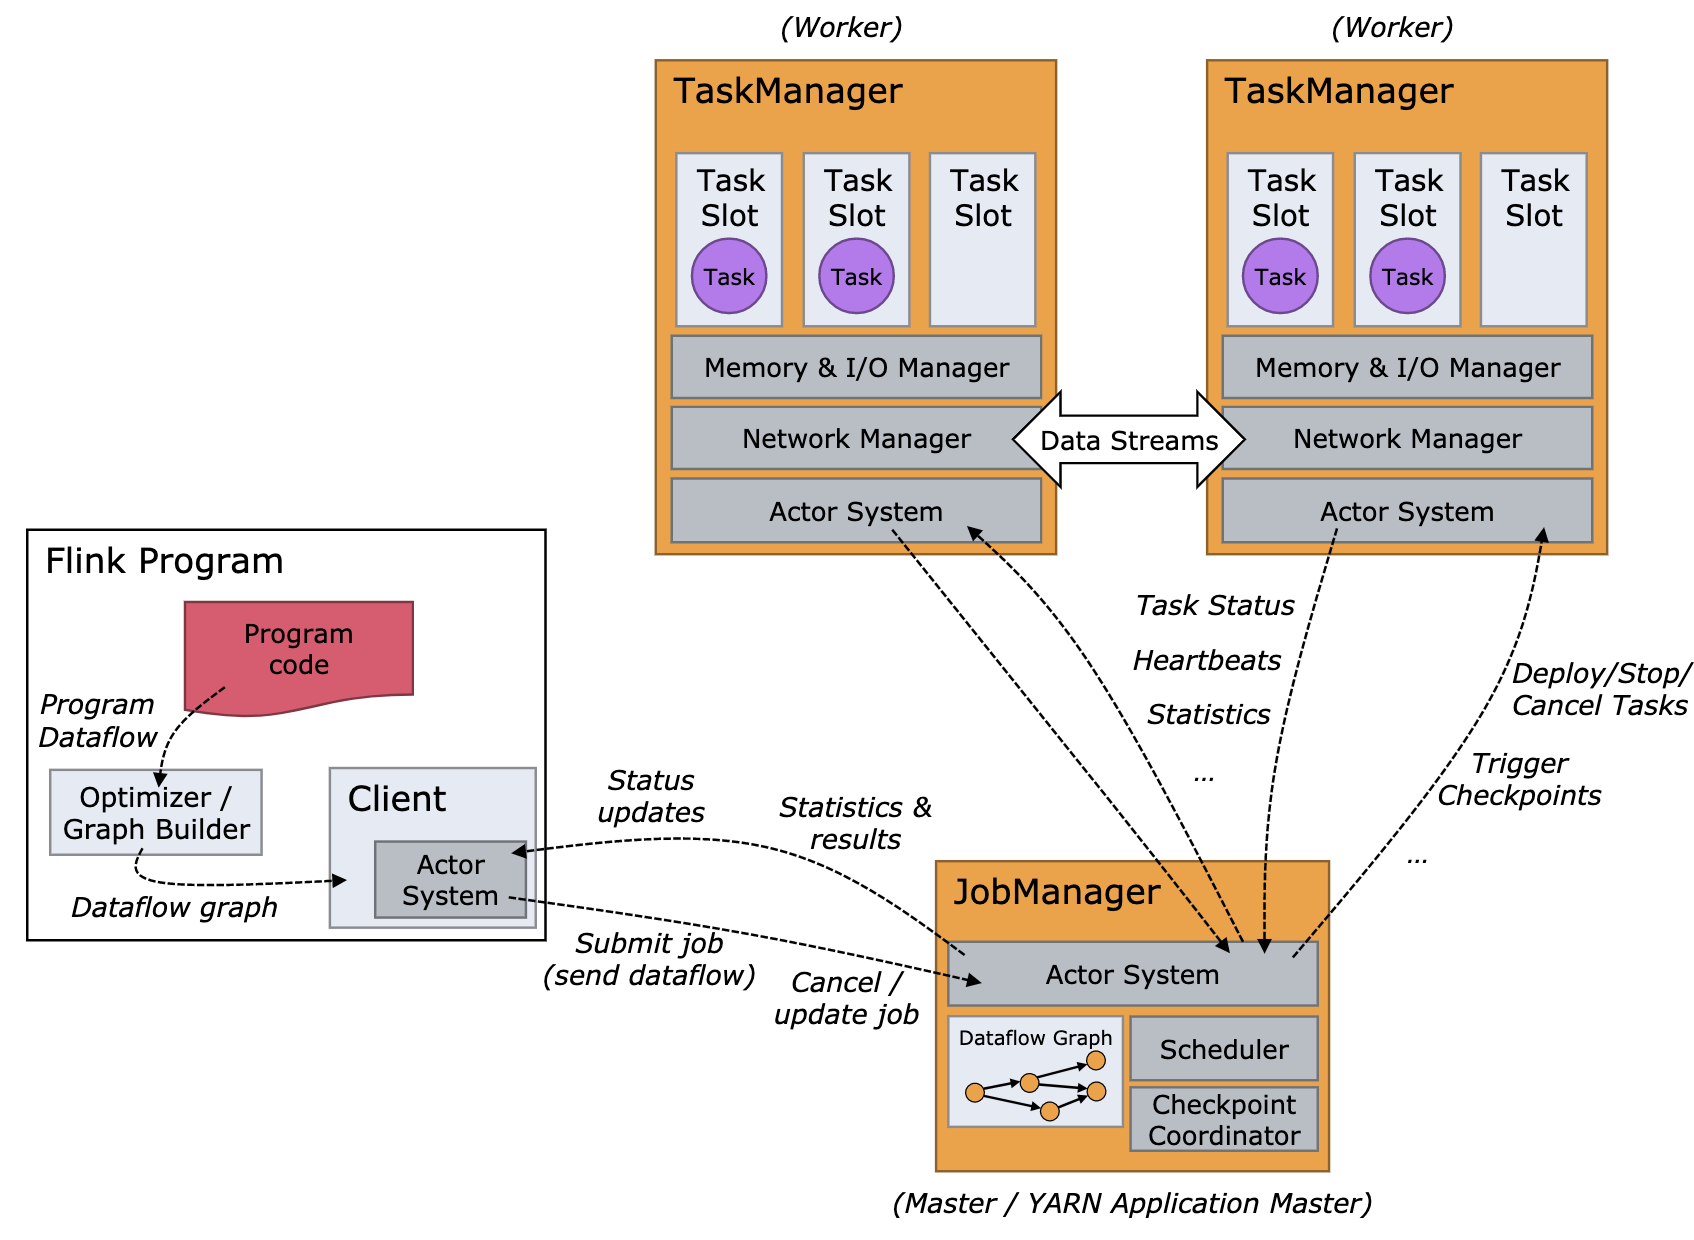 (Worker)
TaskManager
Task
Slot
Task
Task
Slot
Task
Task
Slot
Memory & I/O Manager
Network Manager
Actor System
(Worker)
TaskManager
Task
Slot
Task
Task
Slot
Task
Task
Slot
Memory & I/O Manager
Network Manager
Actor System
Data Streams
Flink Program
Program
code
Program
Dataflow
Optimizer /
Graph Builder
Dataflow graph
Client
Actor
System
Status
updates
Statistics &
results
Submit job
(send dataflow)
Cancel /
update job
Task Status
Heartbeats
Statistics
...
Deploy/Stop/
Cancel Tasks
Trigger
Checkpoints
...
JobManager
Actor System
Dataflow Graph
Scheduler
Checkpoint
Coordinator
(Master / YARN Application Master)